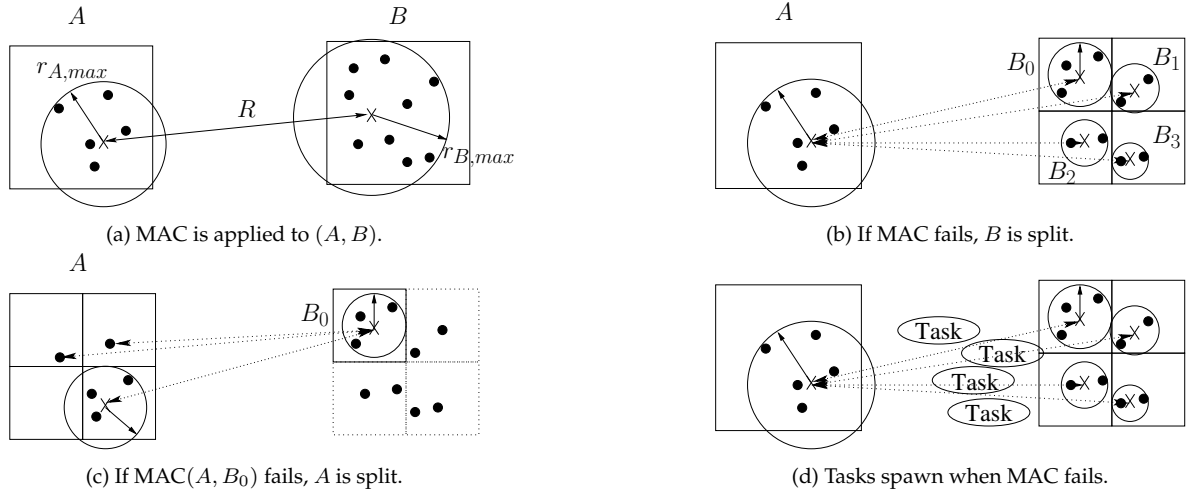 A
B
r_{A,max}
R
r_{B,max}
(a) MAC is applied to (A, B).
A
B_0
B_1
B_2
B_3
(b) If MAC fails, B is split.
A
B_0
(c) If MAC(A, B_0) fails, A is split.
Task
Task
Task
Task
(d) Tasks spawn when MAC fails.